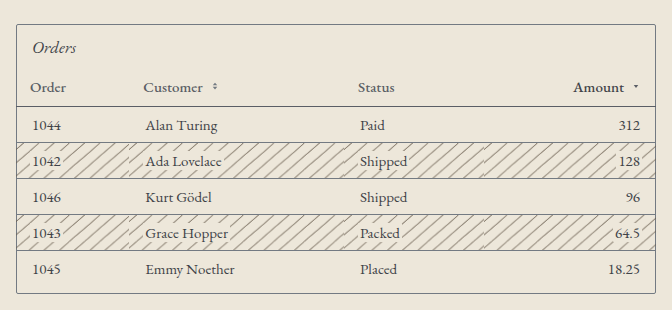 Orders
Order Customer Status Amount
1044 Alan Turing Paid 312
1042 Ada Lovelace Shipped 128
1046 Kurt Gödel Shipped 96
1043 Grace Hopper Packed 64.5
1045 Emmy Noether Placed 18.25